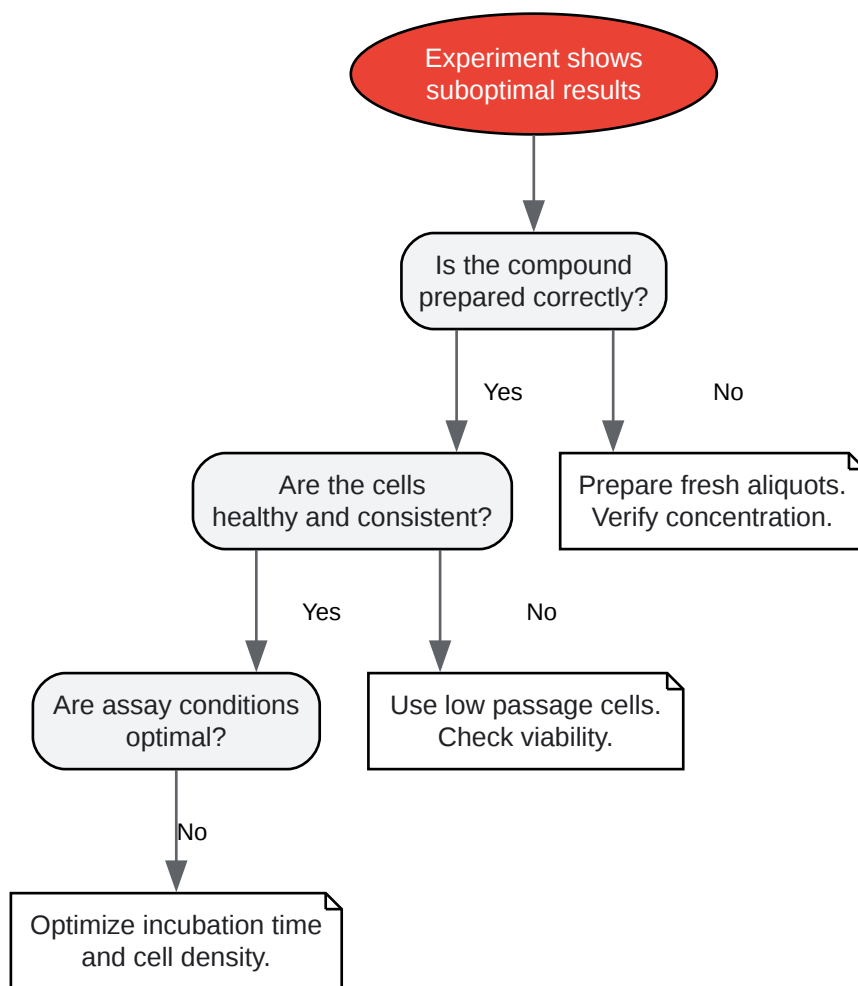 Experiment shows
suboptimal results
Is the compound
prepared correctly?
Yes
No
Are the cells
healthy and consistent?
Prepare fresh aliquots.
Verify concentration.
Yes
No
Are assay conditions
optimal?
Use low passage cells.
Check viability.
No
Optimize incubation time
and cell density.